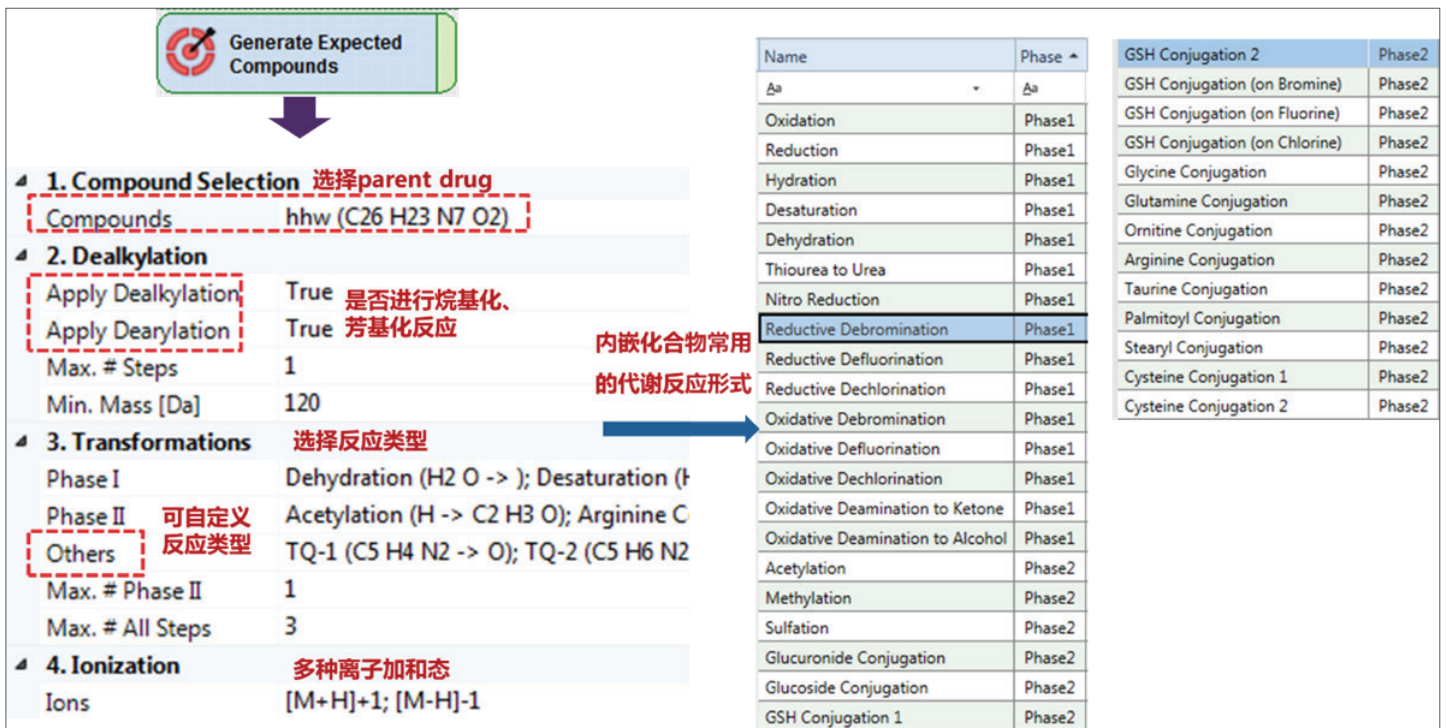 Generate Expected
Compounds
1. Compound Selection 选择parent drug
Compounds hhw (C26 H23 N7 O2)
2. Dealkylation
Apply Dealkylation True
Apply Dearylation True
是否进行烷基化、
芳基化反应
Max. # Steps 1
Min. Mass [Da] 120
3. Transformations 选择反应类型
Phase I Dehydration (H2 O -> ); Desaturation (H
Phase II Acetylation (H -> C2 H3 O); Arginine C
Others TQ-1 (C5 H4 N2 -> O); TQ-2 (C5 H6 N2
可自定义
反应类型
Max. # Phase II 1
Max. # All Steps 3
4. Ionization 多种离子加和态
Ions [M+H]+1; [M-H]-1
内嵌化合物常用
的代谢反应形式
Name Phase
Aa Aa
Oxidation Phase1
Reduction Phase1
Hydration Phase1
Desaturation Phase1
Dehydration Phase1
Thiourea to Urea Phase1
Nitro Reduction Phase1
Reductive Debromination Phase1
Reductive Defluorination Phase1
Reductive Dechlorination Phase1
Oxidative Debromination Phase1
Oxidative Defluorination Phase1
Oxidative Dechlorination Phase1
Oxidative Deamination to Ketone Phase1
Oxidative Deamination to Alcohol Phase1
Acetylation Phase2
Methylation Phase2
Sulfation Phase2
Glucuronide Conjugation Phase2
Glucoside Conjugation Phase2
GSH Conjugation 1 Phase2
GSH Conjugation 2 Phase2
GSH Conjugation (on Bromine) Phase2
GSH Conjugation (on Fluorine) Phase2
GSH Conjugation (on Chlorine) Phase2
Glycine Conjugation Phase2
Glutamine Conjugation Phase2
Ornitine Conjugation Phase2
Arginine Conjugation Phase2
Taurine Conjugation Phase2
Palmitoyl Conjugation Phase2
Stearyl Conjugation Phase2
Cysteine Conjugation 1 Phase2
Cysteine Conjugation 2 Phase2